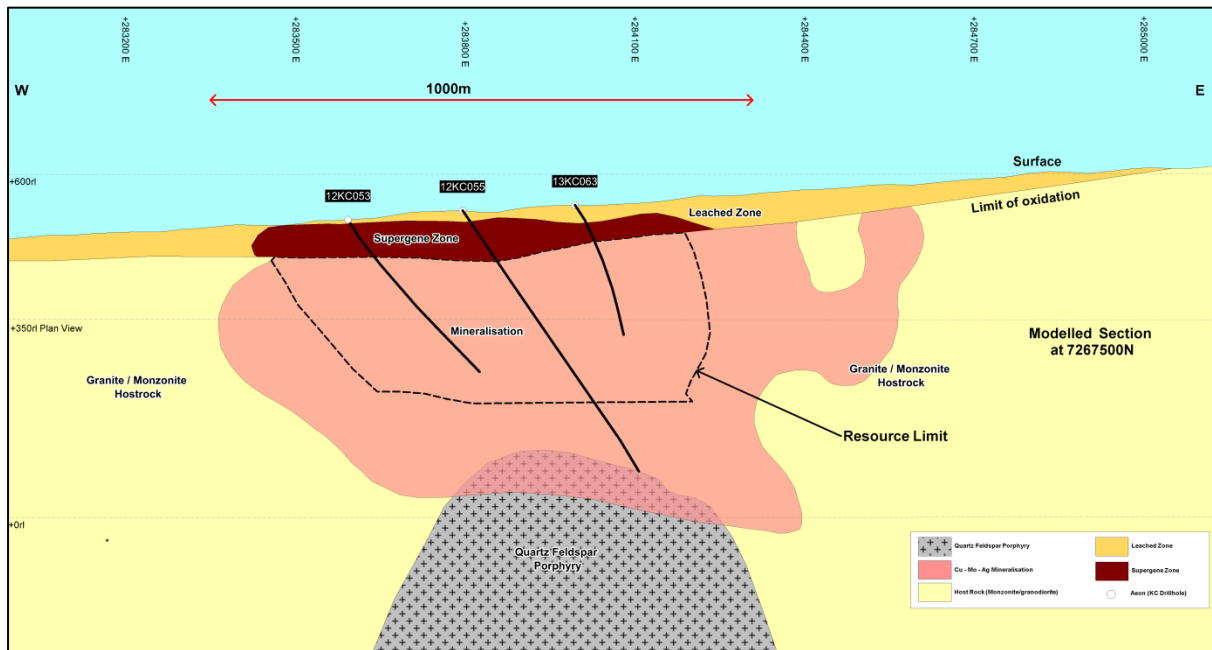 +283200 E
+283500 E
+283800 E
+284100 E
+284400 E
+284700 E
+285000 E
W
1000m
E
Surface
+600rl
12KC053
12KC055
13KC063
Leached Zone
Limit of oxidation
Supergene Zone
+350rl Plan View
Mineralisation
Modelled Section
at 7267500N
Granite / Monzonite
Hostrock
Granite / Monzonite
Hostrock
Resource Limit
+0rl
Quartz Feldspar
Porphyry
Quartz Feldspar Porphyry
Leached Zone
Cu - Mo - Ag Mineralisation
Supergene Zone
Host Rock (Monzonite/granodiorite)
Aeon (KC Drillhole)